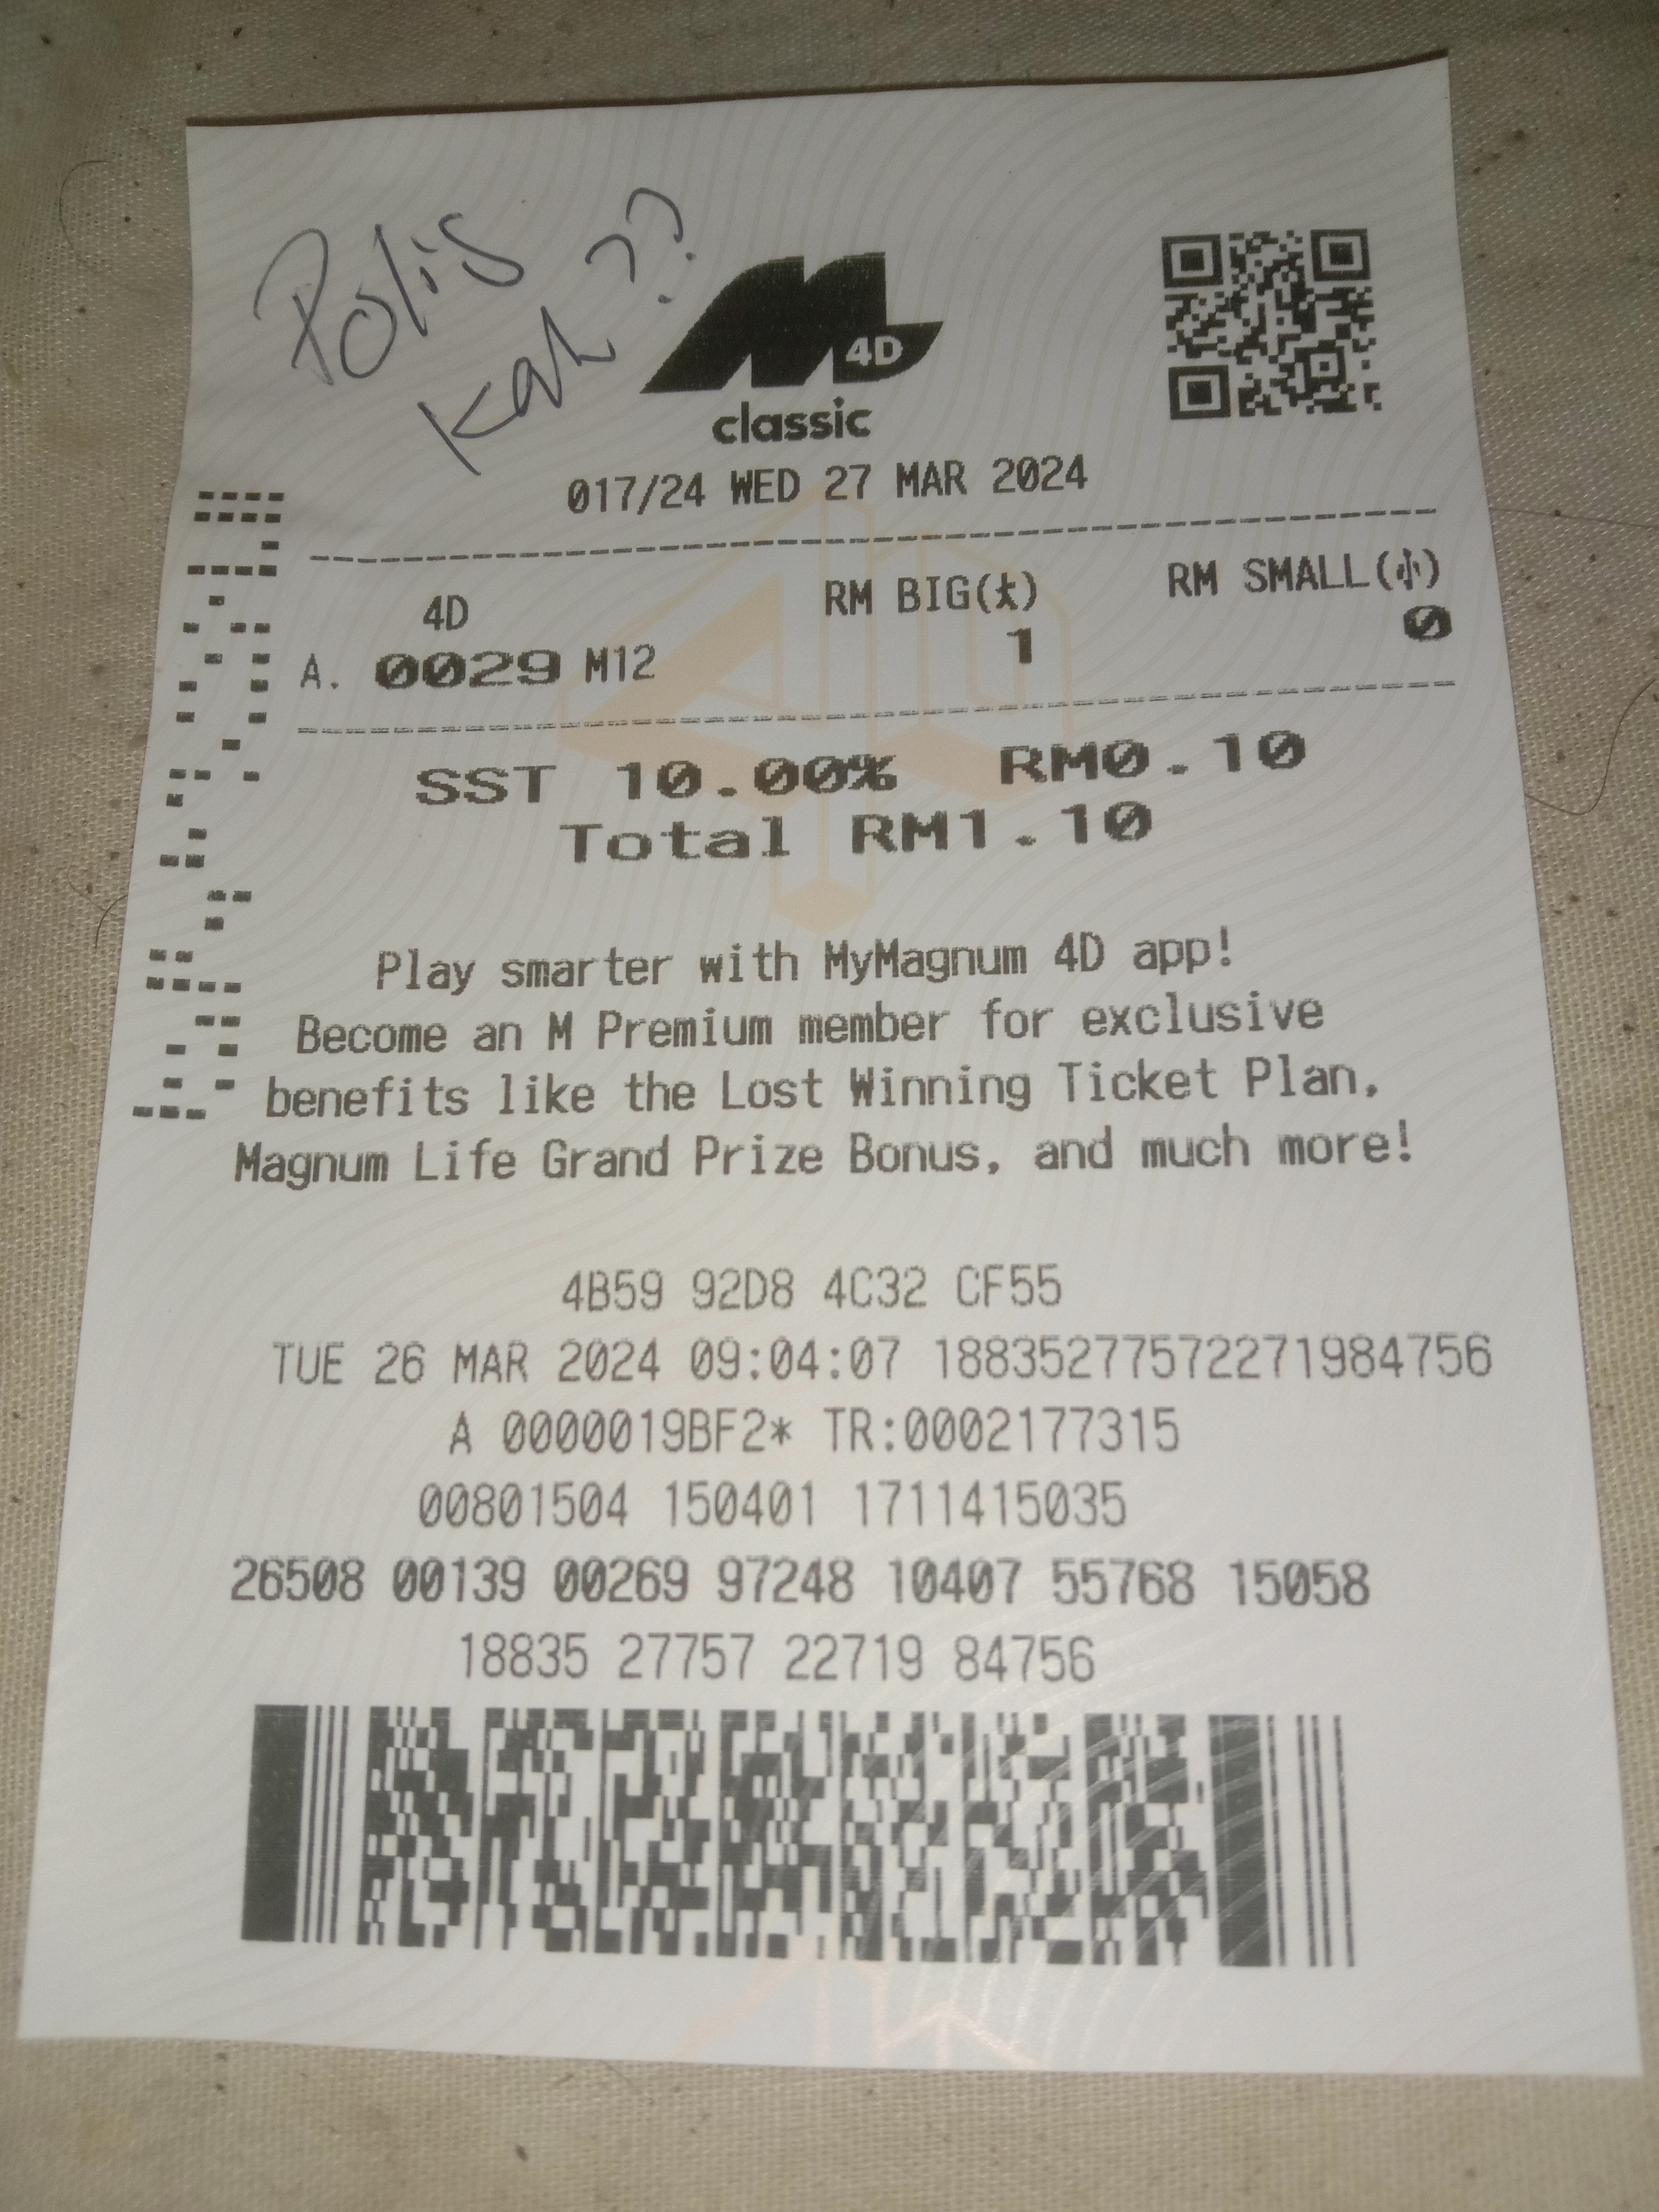 Polis
Kah??
M 4D
classic
017/24 WED 27 MAR 2024
4D RM BIG(大) RM SMALL(小)
A. 0029 M12 1 0
SST 10.00% RM0.10
Total RM1.10
Play smarter with MyMagnum 4D app!
Become an M Premium member for exclusive
benefits like the Lost Winning Ticket Plan,
Magnum Life Grand Prize Bonus, and much more!
4B59 92D8 4C32 CF55
TUE 26 MAR 2024 09:04:07 18835277572271984756
A 0000019BF2* TR:0002177315
00801504 150401 1711415035
26508 00139 00269 97248 10407 55768 15058
18835 27757 22719 84756